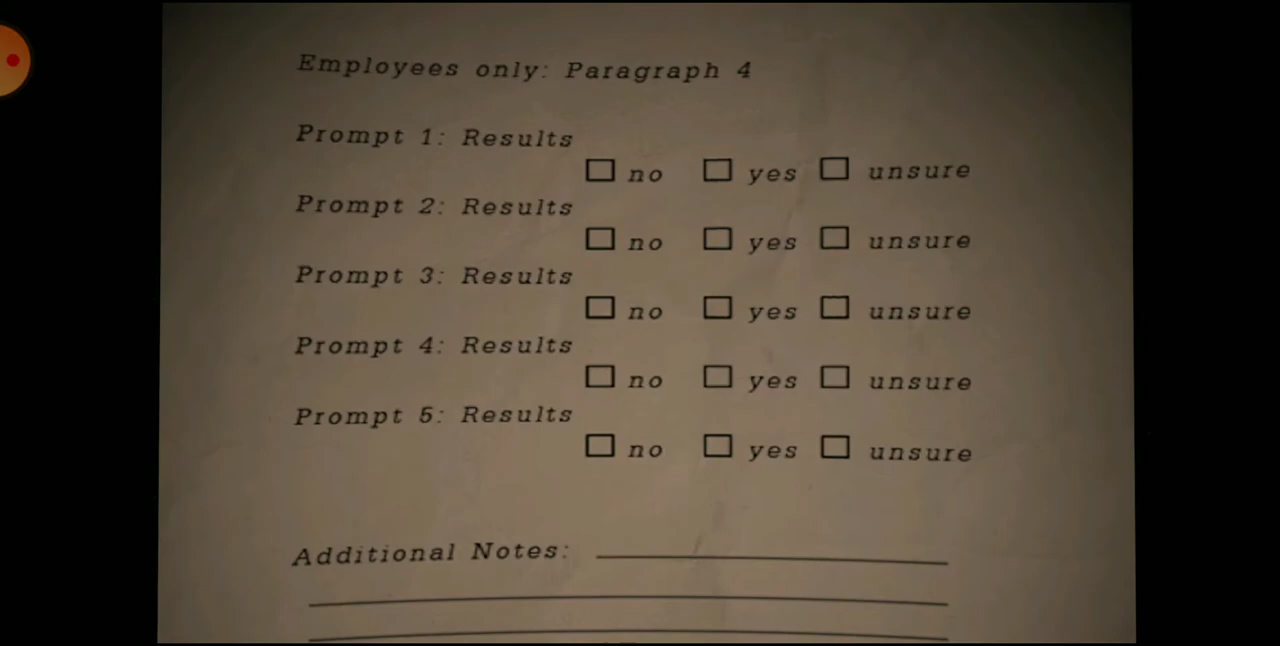 Employees only: Paragraph 4
Prompt 1: Results
no yes unsure
Prompt 2: Results
no yes unsure
Prompt 3: Results
no yes unsure
Prompt 4: Results
no yes unsure
Prompt 5: Results
no yes unsure
Additional Notes: